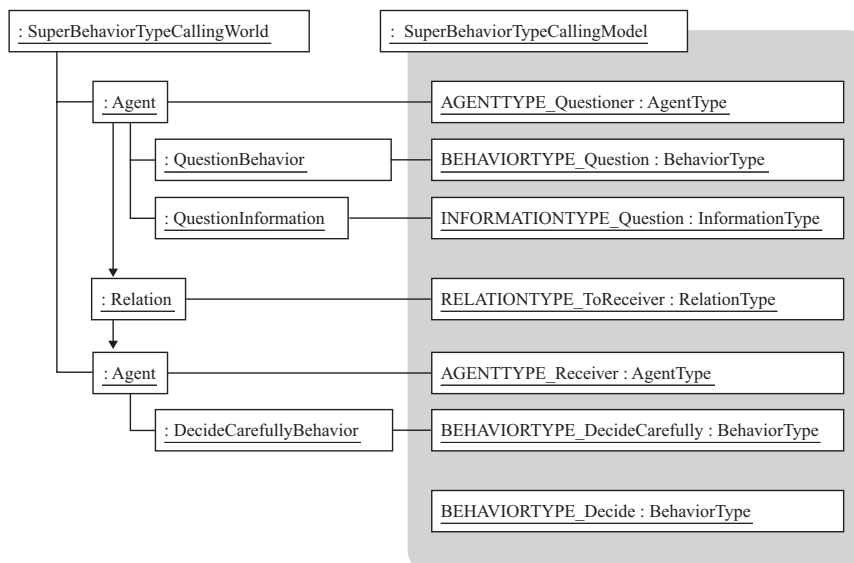 : SuperBehaviorTypeCallingWorld
: SuperBehaviorTypeCallingModel
: Agent
AGENTTYPE_Questioner : AgentType
: QuestionBehavior
BEHAVIORTYPE_Question : BehaviorType
: QuestionInformation
INFORMATIONTYPE_Question : InformationType
: Relation
RELATIONTYPE_ToReceiver : RelationType
: Agent
AGENTTYPE_Receiver : AgentType
: DecideCarefullyBehavior
BEHAVIORTYPE_DecideCarefully : BehaviorType
BEHAVIORTYPE_Decide : BehaviorType